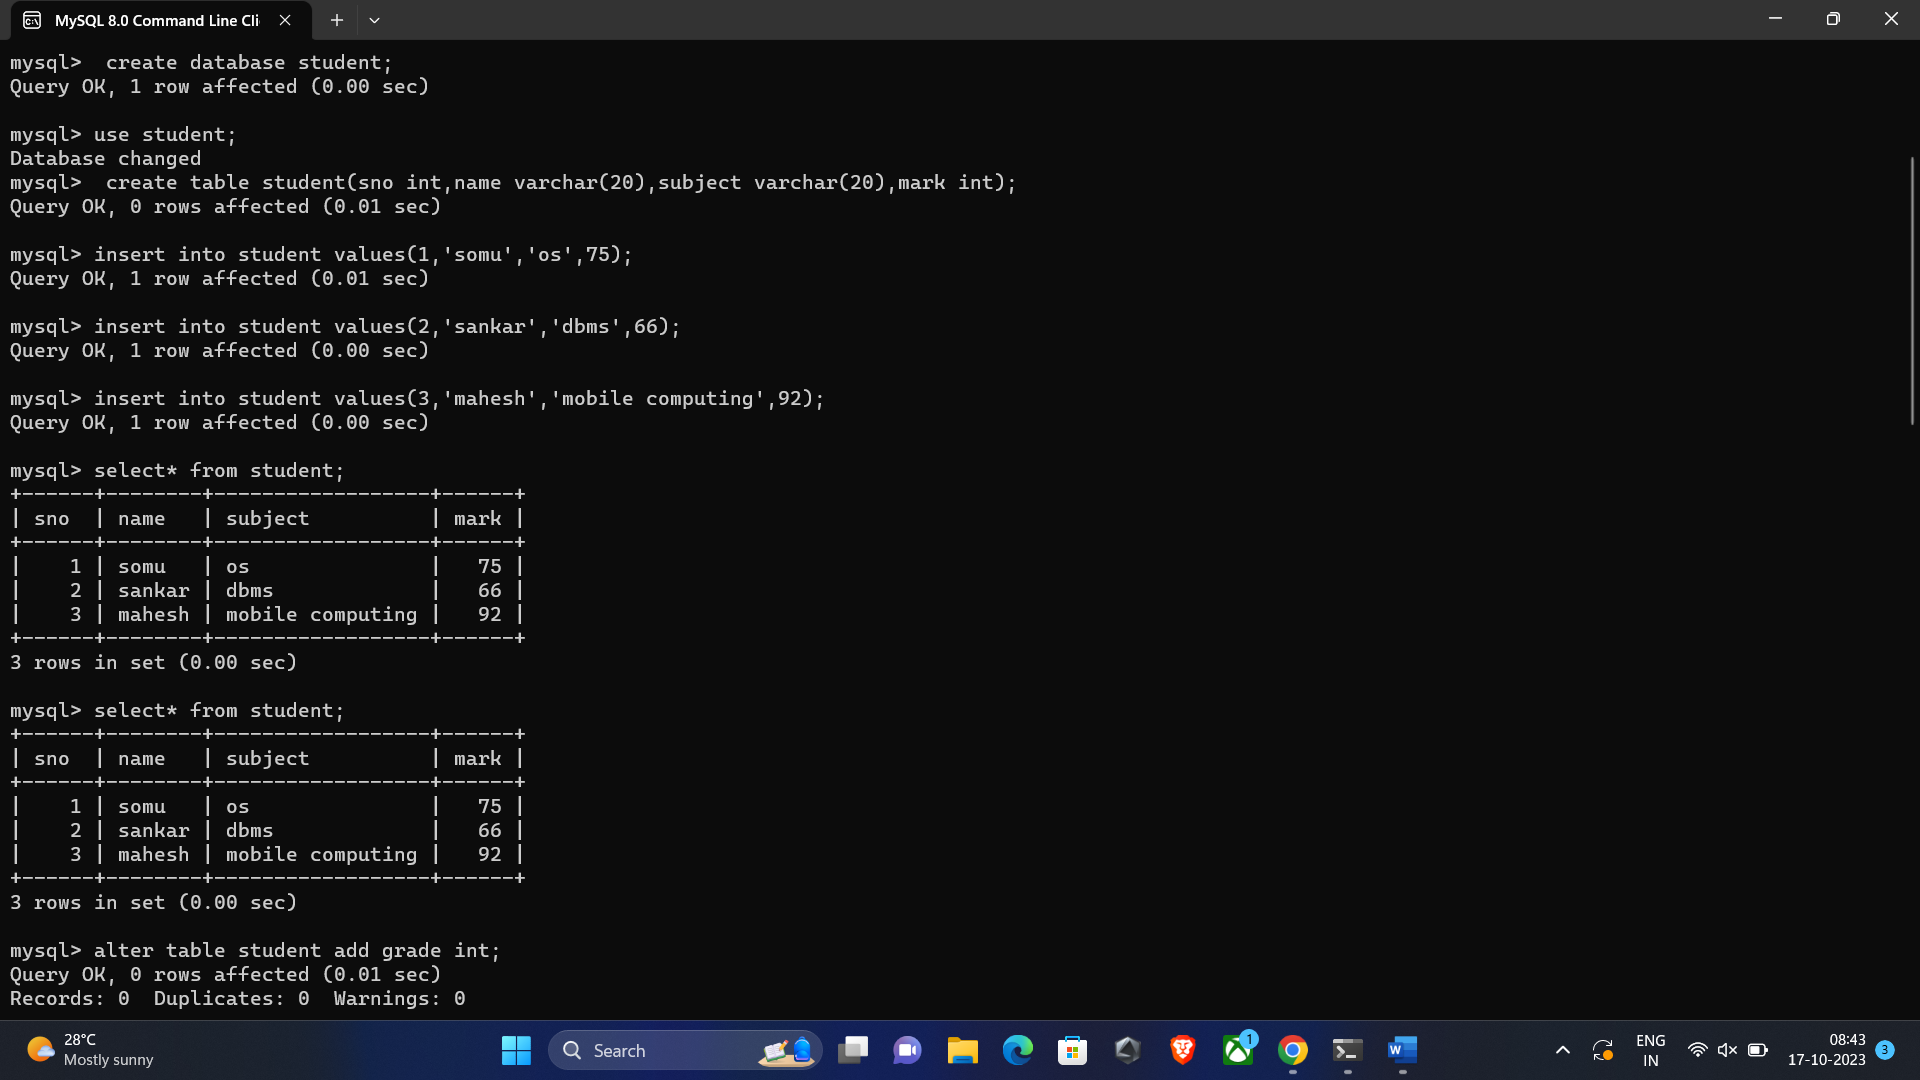 MySQL 8.0 Command Line Cli
mysql>  create database student;
Query OK, 1 row affected (0.00 sec)

mysql> use student;
Database changed
mysql>  create table student(sno int,name varchar(20),subject varchar(20),mark int);
Query OK, 0 rows affected (0.01 sec)

mysql> insert into student values(1,'somu','os',75);
Query OK, 1 row affected (0.01 sec)

mysql> insert into student values(2,'sankar','dbms',66);
Query OK, 1 row affected (0.00 sec)

mysql> insert into student values(3,'mahesh','mobile computing',92);
Query OK, 1 row affected (0.00 sec)

mysql> select* from student;
+------+--------+------------------+------+
| sno  | name   | subject          | mark |
+------+--------+------------------+------+
|    1 | somu   | os               |   75 |
|    2 | sankar | dbms             |   66 |
|    3 | mahesh | mobile computing |   92 |
+------+--------+------------------+------+
3 rows in set (0.00 sec)

mysql> select* from student;
+------+--------+------------------+------+
| sno  | name   | subject          | mark |
+------+--------+------------------+------+
|    1 | somu   | os               |   75 |
|    2 | sankar | dbms             |   66 |
|    3 | mahesh | mobile computing |   92 |
+------+--------+------------------+------+
3 rows in set (0.00 sec)

mysql> alter table student add grade int;
Query OK, 0 rows affected (0.01 sec)
Records: 0  Duplicates: 0  Warnings: 0
28°C
Mostly sunny
Search
1
ENG
IN
08:43
17-10-2023
3